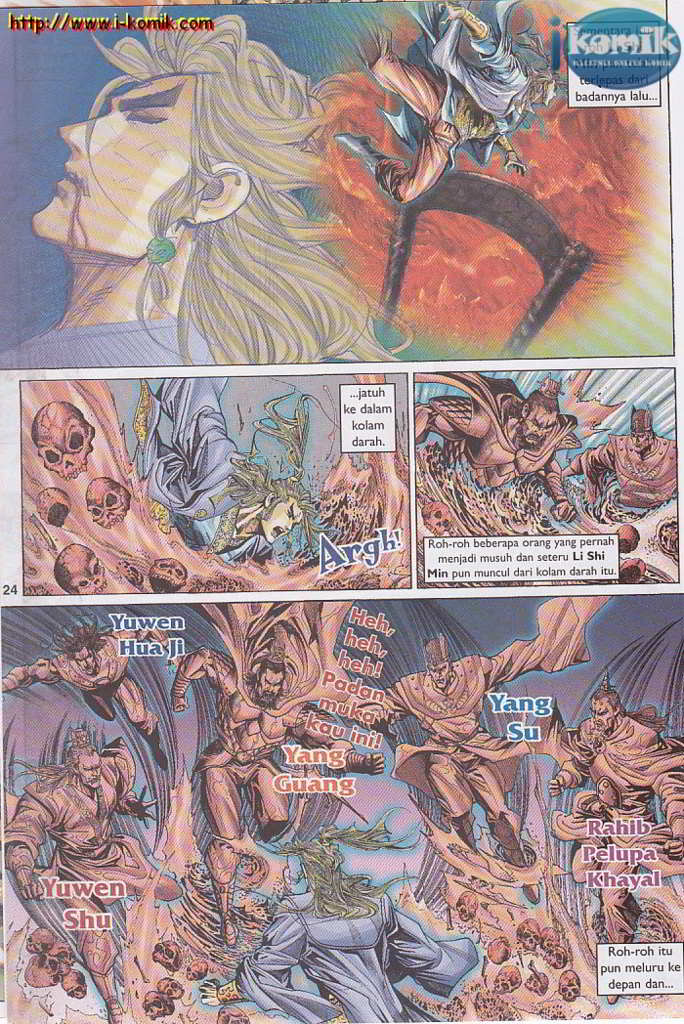 http://www.i-komik.com
iKomik
Sementara itu,
terlepas dari
badannya lalu...
...jatuh
ke dalam
kolam
darah.
Argh!
Roh-roh beberapa orang yang pernah
menjadi musuh dan seteru Li Shi
Min pun muncul dari kolam darah itu.
24
Yuwen
Hua Ji
Heh,
heh,
heh!
Padan
muka
kau ini!
Yang
Guang
Yang
Su
Yuwen
Shu
Rahib
Pelupa
Khayal
Roh-roh itu
pun meluru ke
depan dan...